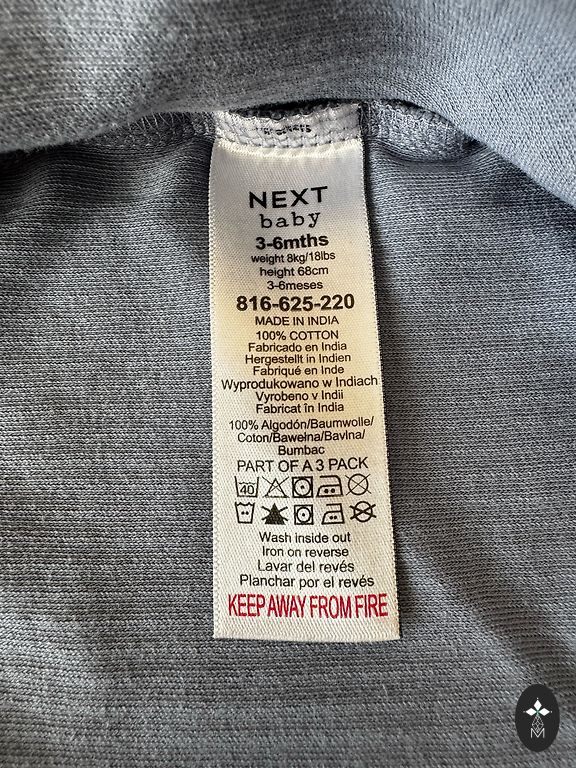 NEXT
baby
3-6mths
weight 8kg/18lbs
height 68cm
3-6meses
816-625-220
MADE IN INDIA
100% COTTON
Fabricado en India
Hergestellt in Indien
Fabriqué en Inde
Wyprodukowano w Indiach
Vyrobeno v Indii
Fabricat în India
100% Algodón/Baumwolle/
Coton/Bawełna/Bavlna/
Bumbac
PART OF A 3 PACK
40
Wash inside out
Iron on reverse
Lavar del revés
Planchar por el revés
KEEP AWAY FROM FIRE
M